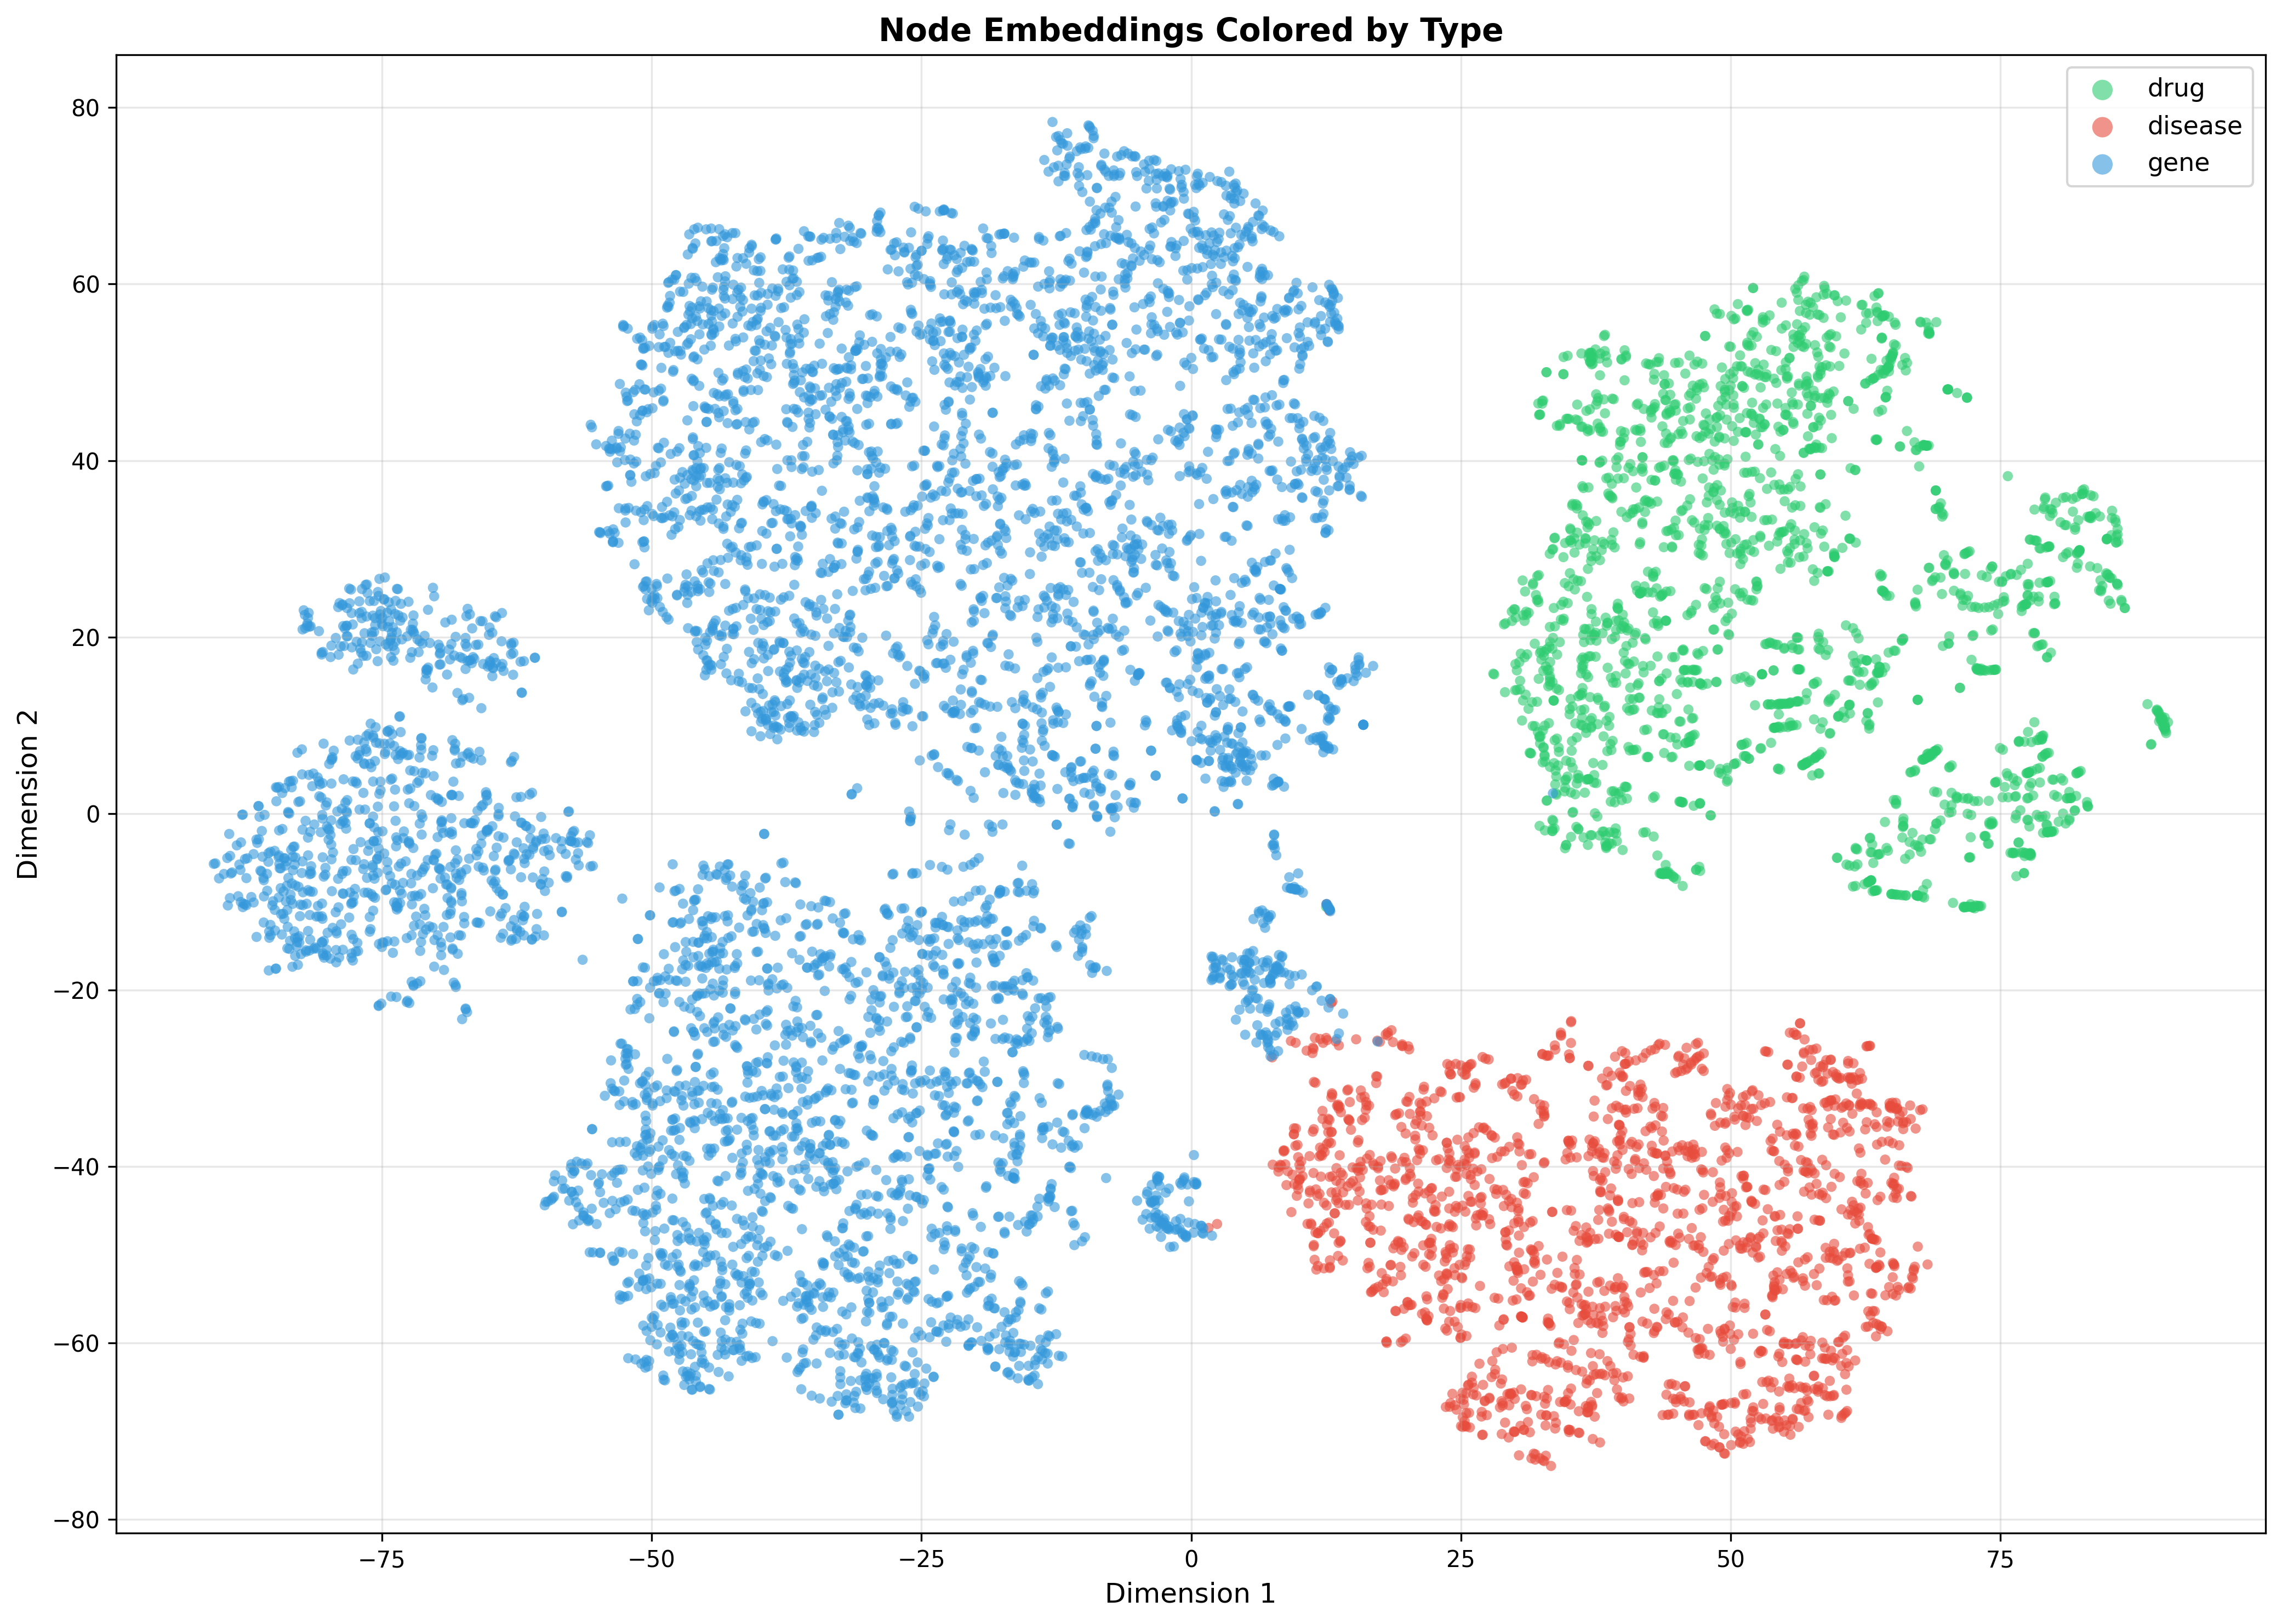 Node Embeddings Colored by Type
drug
disease
gene
80
60
40
20
0
−20
−40
−60
−80
Dimension 2
−75
−50
−25
0
25
50
75
Dimension 1